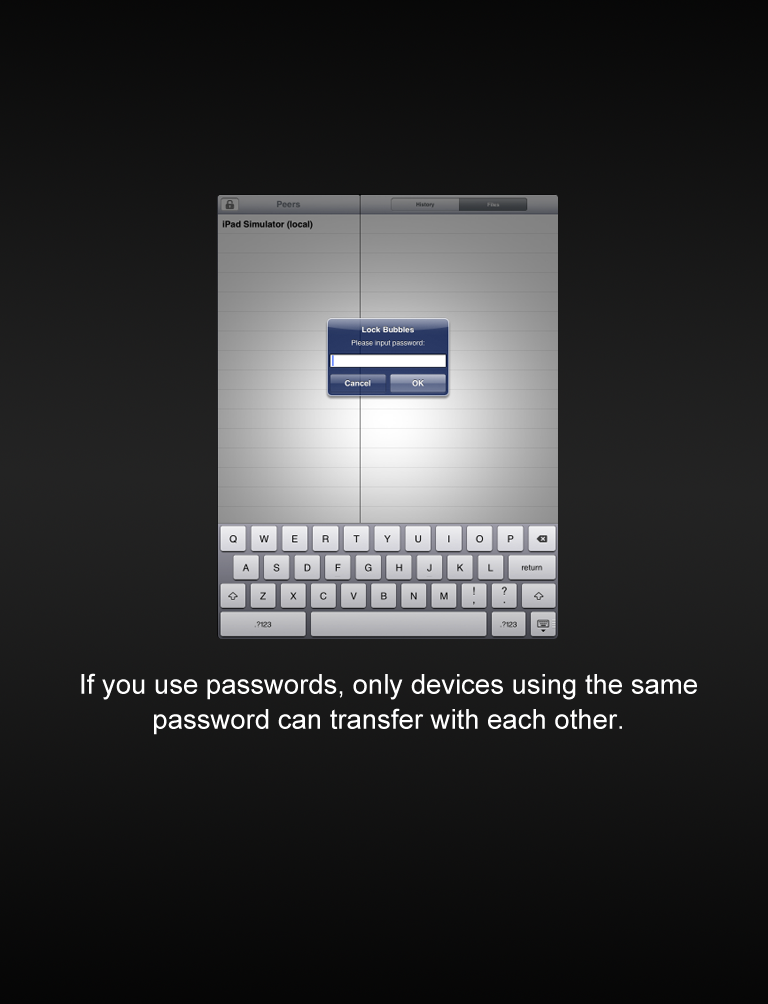 Peers History Files
iPad Simulator (local)
Lock Bubbles
Please input password:
Cancel OK
Q W E R T Y U I O P
A S D F G H J K L return
Z X C V B N M ! , ? .
.?123 .?123
If you use passwords, only devices using the same
password can transfer with each other.